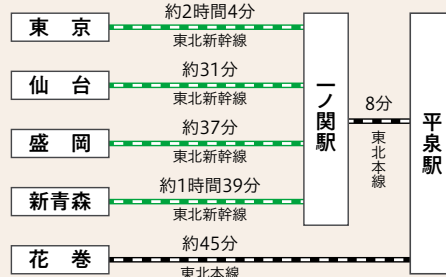 東京
約2時間4分
東北新幹線
仙台
約31分
東北新幹線
盛岡
約37分
東北新幹線
新青森
約1時間39分
東北新幹線
花巻
約45分
東北本線
一ノ関駅
8分
東北本線
平泉駅